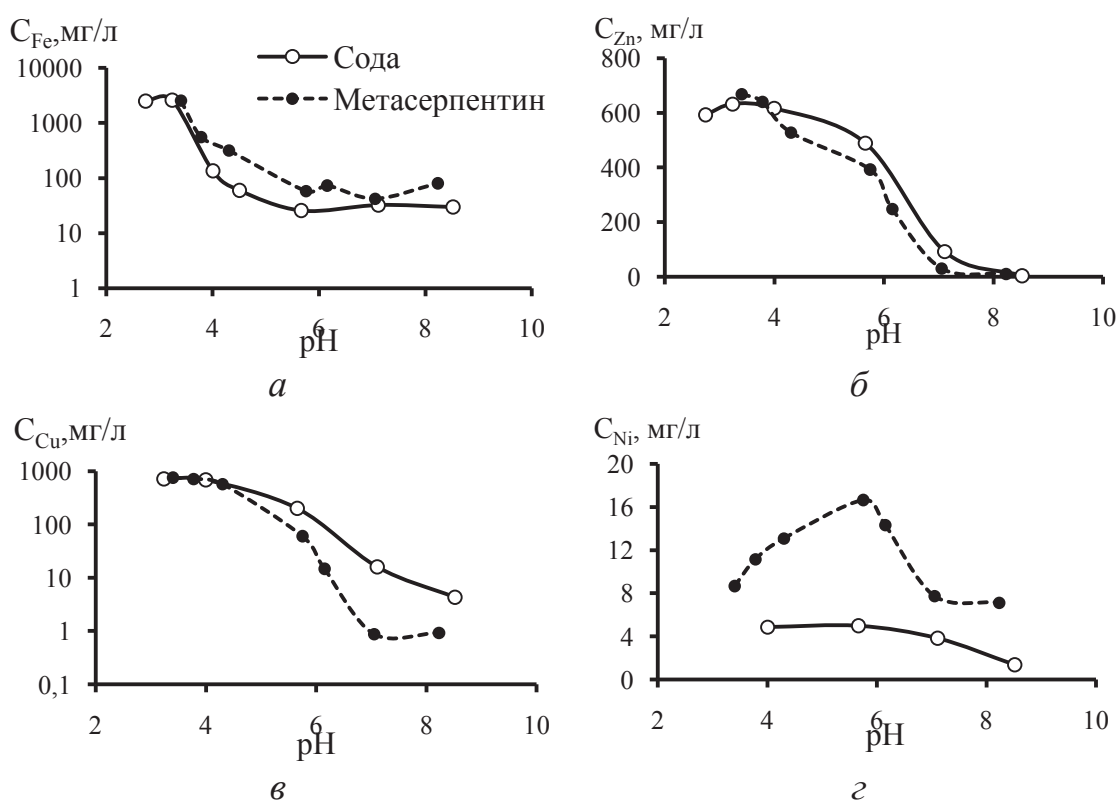 C_Fe,мг/л
10000
1000
100
10
1
2 4 6 8 10
pH
Сода
Метасерпентин
а
C_Zn, мг/л
800
600
400
200
0
2 4 6 8 10
pH
б
C_Cu,мг/л
1000
100
10
1
0,1
2 4 6 8 10
pH
в
C_Ni, мг/л
20
16
12
8
4
0
2 4 6 8 10
pH
г